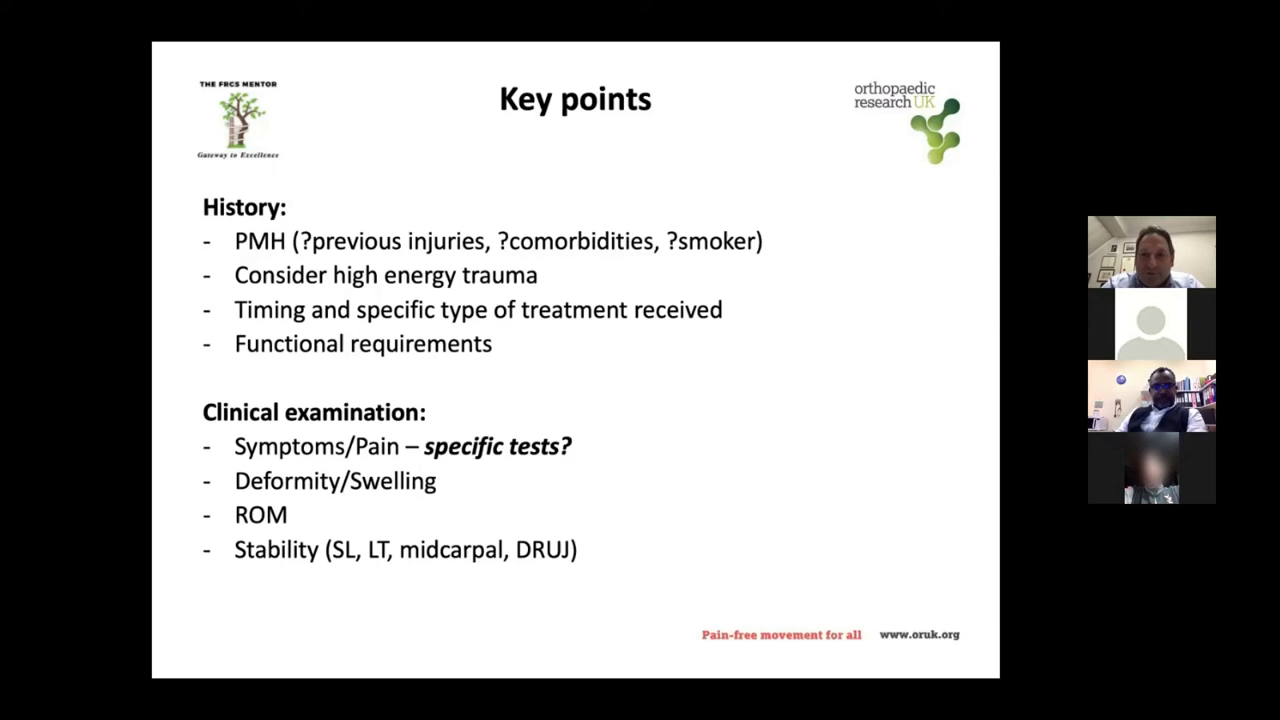 THE FRCS MENTOR
Gateway to Excellence
Key points
orthopaedic
research UK
History:
- PMH (?previous injuries, ?comorbidities, ?smoker)
- Consider high energy trauma
- Timing and specific type of treatment received
- Functional requirements
Clinical examination:
- Symptoms/Pain – specific tests?
- Deformity/Swelling
- ROM
- Stability (SL, LT, midcarpal, DRUJ)
Pain-free movement for all www.oruk.org